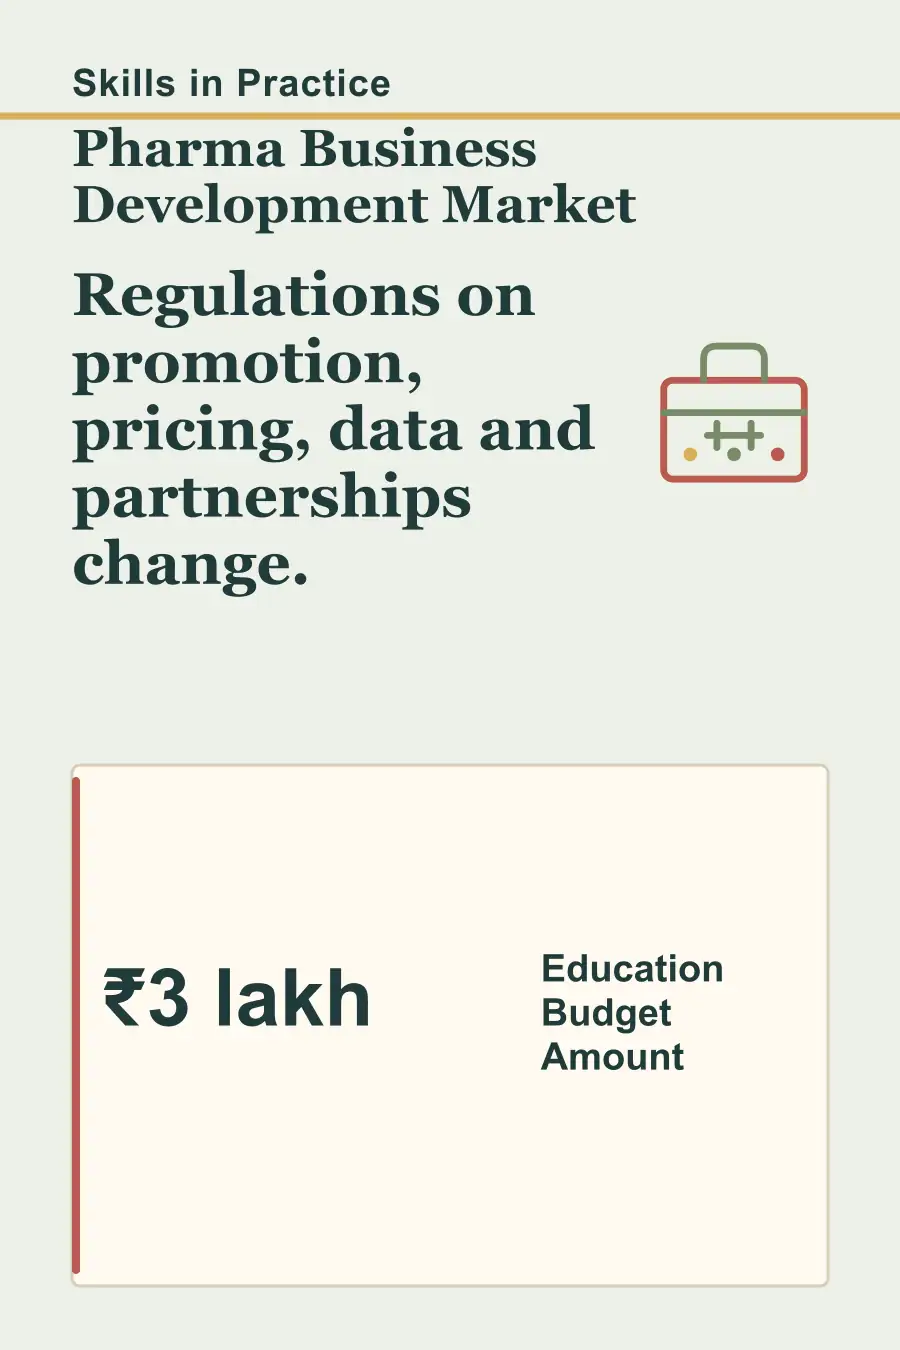 Skills in Practice
Pharma Business
Development Market
Regulations on
promotion,
pricing, data and
partnerships
change.
₹3 lakh
Education
Budget
Amount